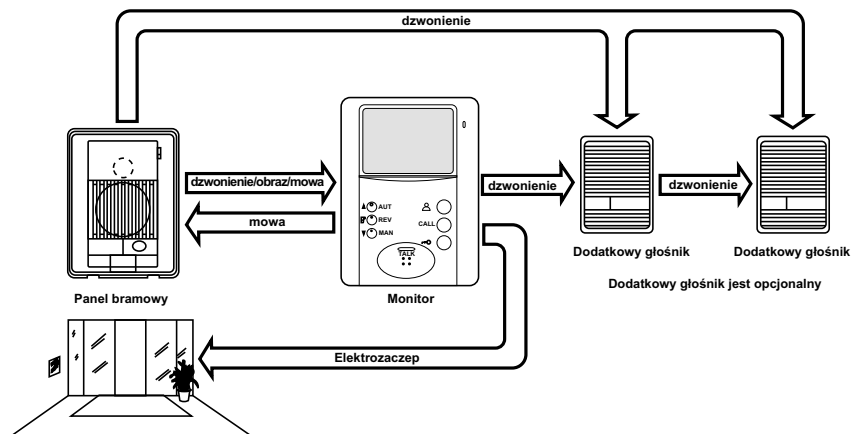 dzwonienie
dzwonienie/obraz/mowa
mowa
AUT
REV
MAN
CALL
TALK
dzwonienie
dzwonienie
Dodatkowy głośnik
Dodatkowy głośnik
Dodatkowy głośnik jest opcjonalny
Panel bramowy
Monitor
Elektrozaczep